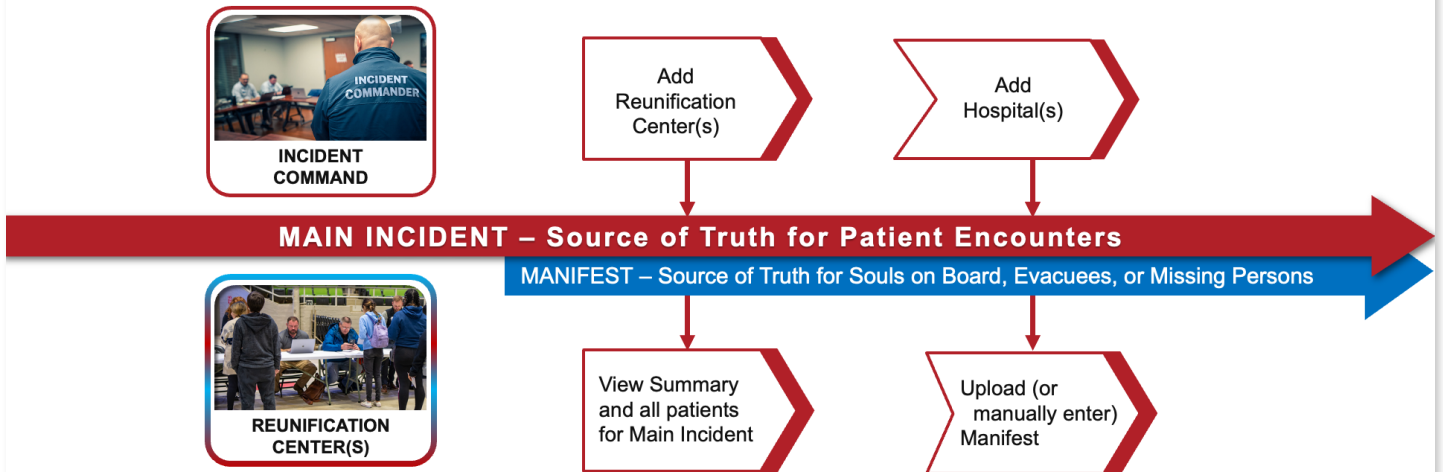 INCIDENT
COMMANDER
INCIDENT
COMMAND
Add
Reunification
Center(s)
Add
Hospital(s)
MAIN INCIDENT – Source of Truth for Patient Encounters
MANIFEST – Source of Truth for Souls on Board, Evacuees, or Missing Persons
REUNIFICATION
CENTER(S)
View Summary
and all patients
for Main Incident
Upload (or
manually enter)
Manifest